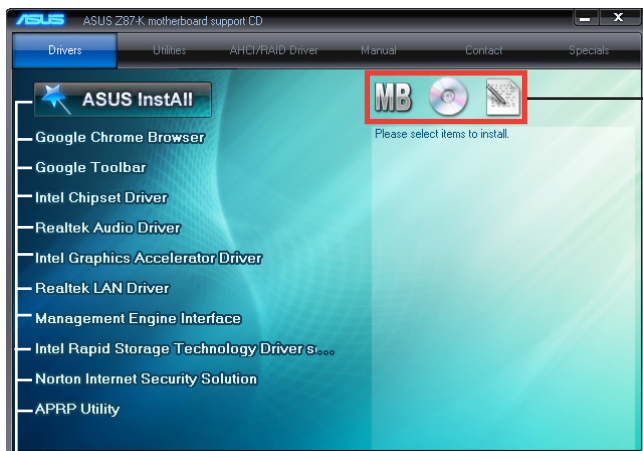 ASUS ASUS Z87-K motherboard support CD
Drivers Utilities AHCI/RAID Driver Manual Contact Specials
ASUS InstAll
MB
Please select items to install.
Google Chrome Browser
Google Toolbar
Intel Chipset Driver
Realtek Audio Driver
Intel Graphics Accelerator Driver
Realtek LAN Driver
Management Engine Interface
Intel Rapid Storage Technology Driver s...
Norton Internet Security Solution
APRP Utility